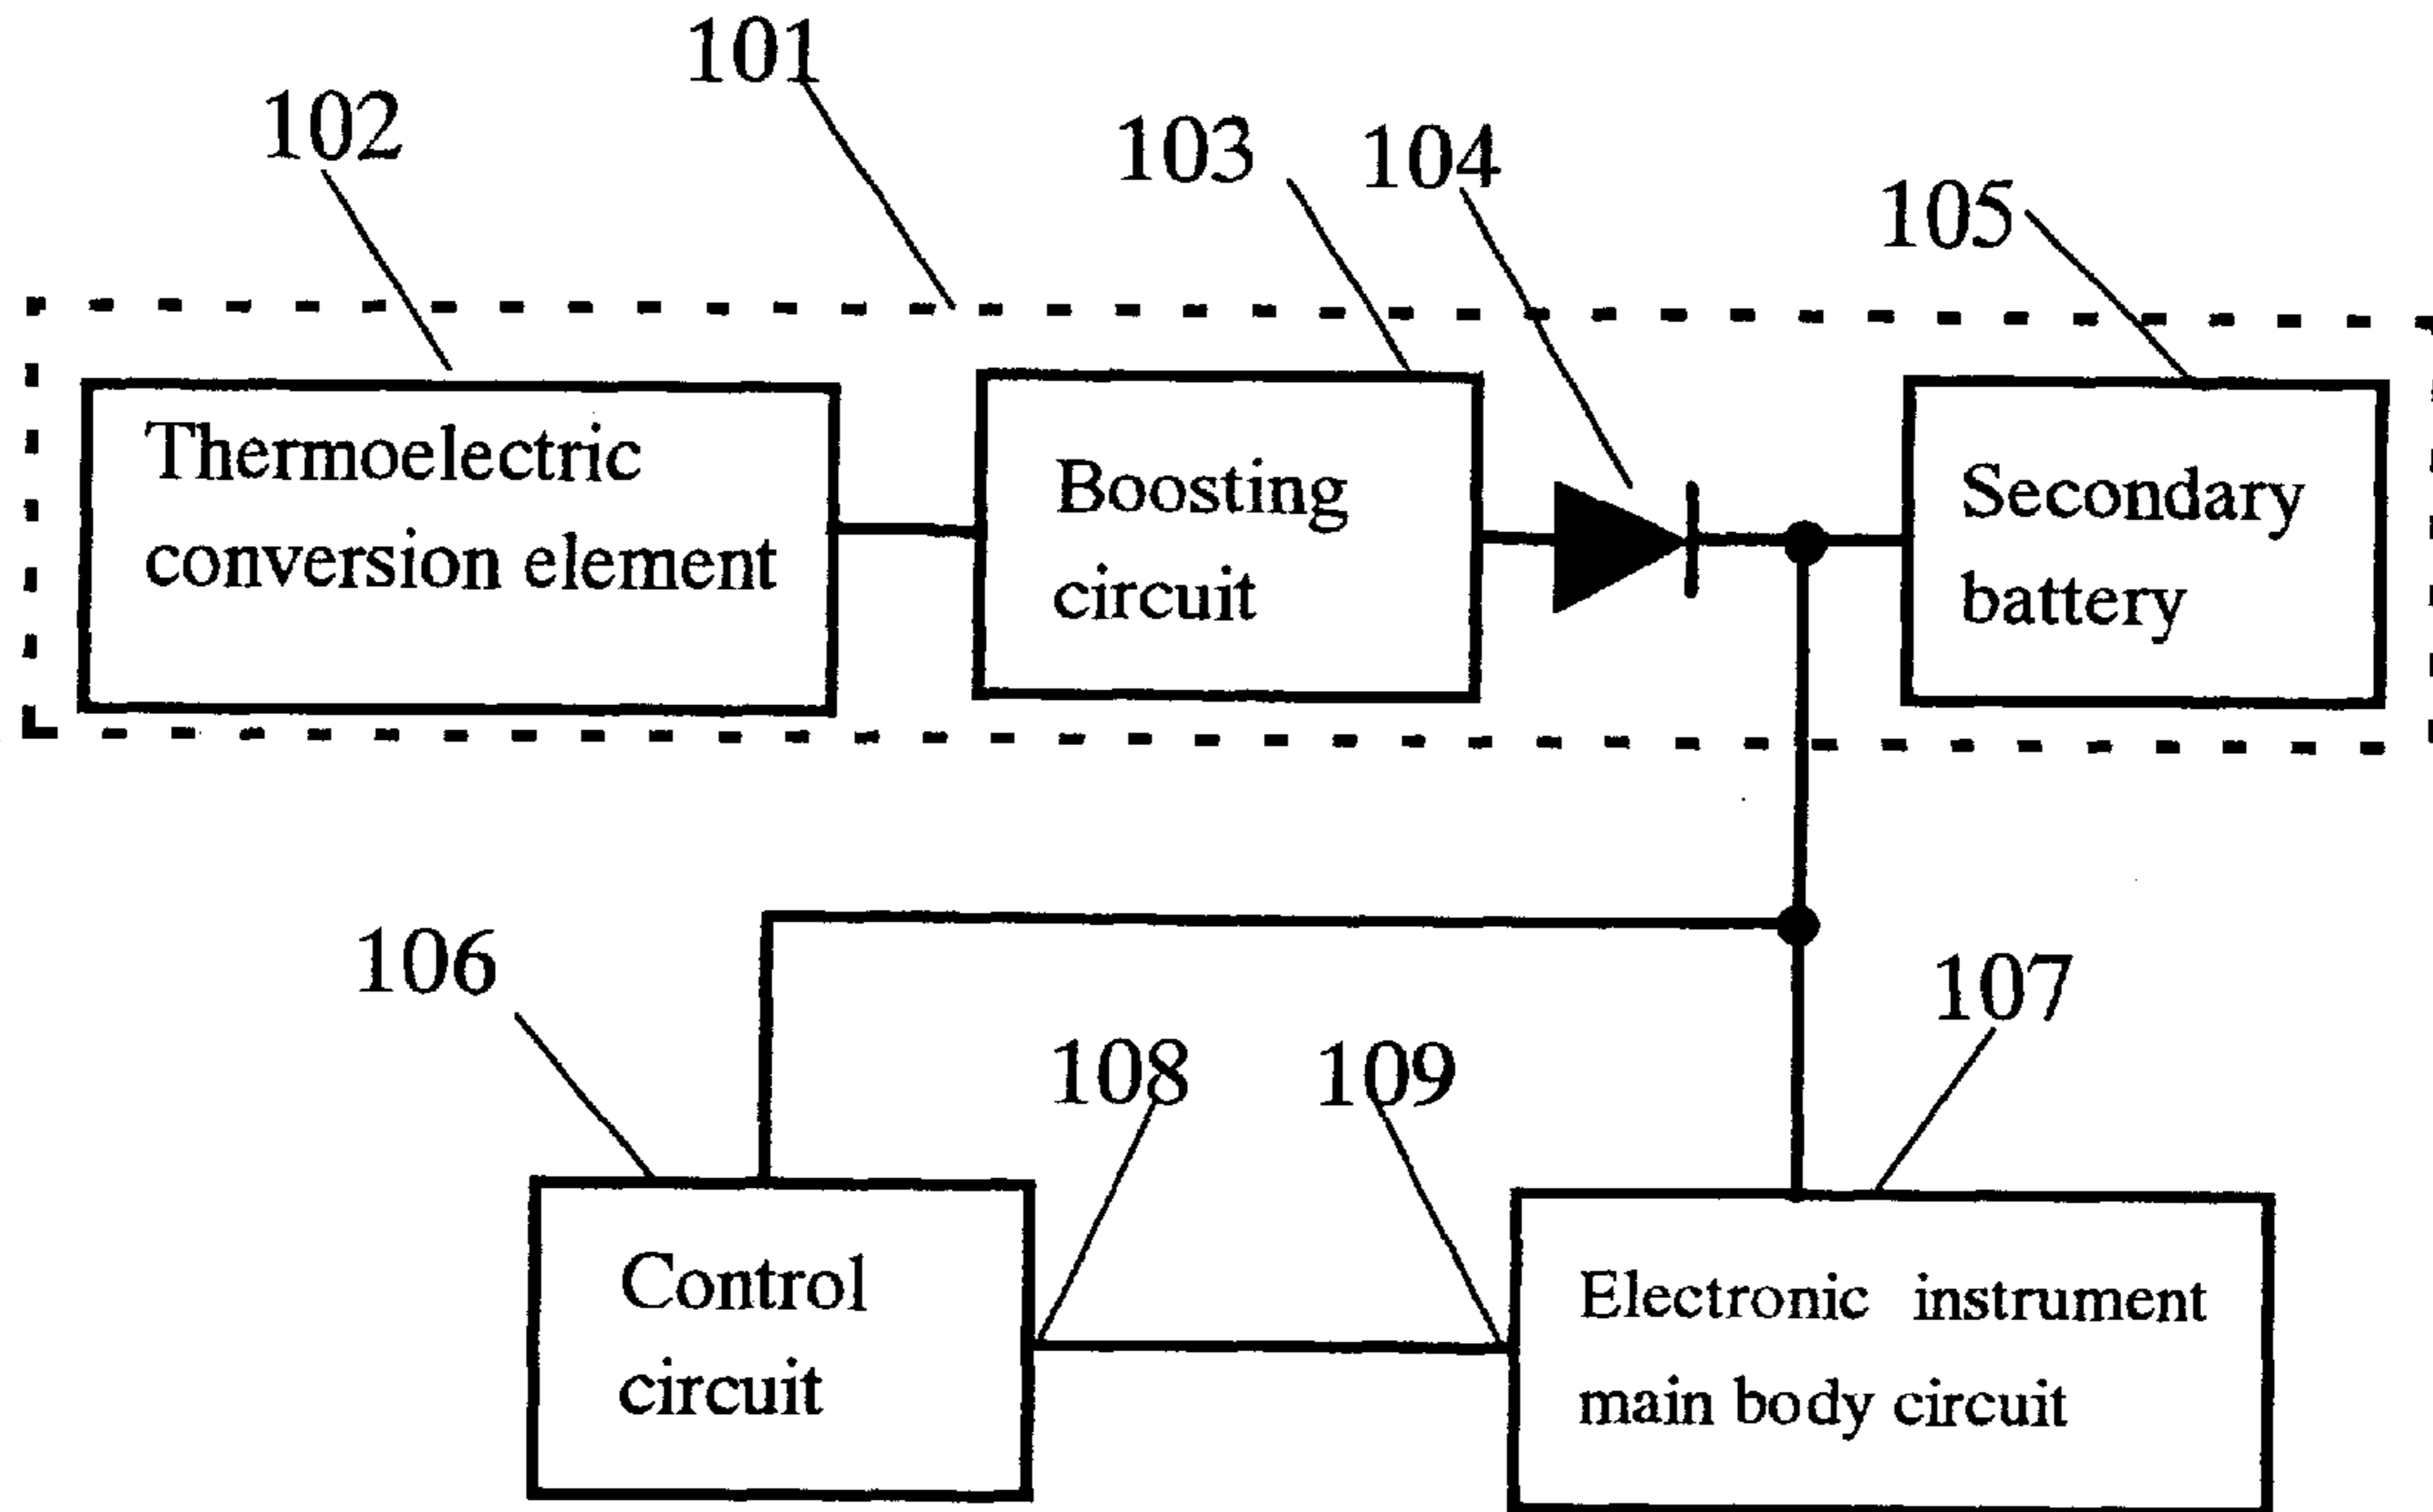 101
102
103
104
105
Thermoelectric
conversion element
Boosting
circuit
Secondary
battery
106
107
108
109
Control
circuit
Electronic instrument
main body circuit